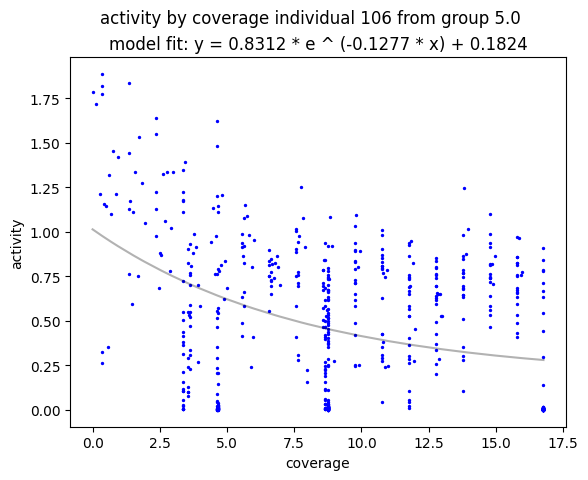 activity by coverage individual 106 from group 5.0
model fit: y = 0.8312 * e ^ (-0.1277 * x) + 0.1824
1.75
1.50
1.25
1.00
0.75
0.50
0.25
0.00
activity
0.0 2.5 5.0 7.5 10.0 12.5 15.0 17.5
coverage